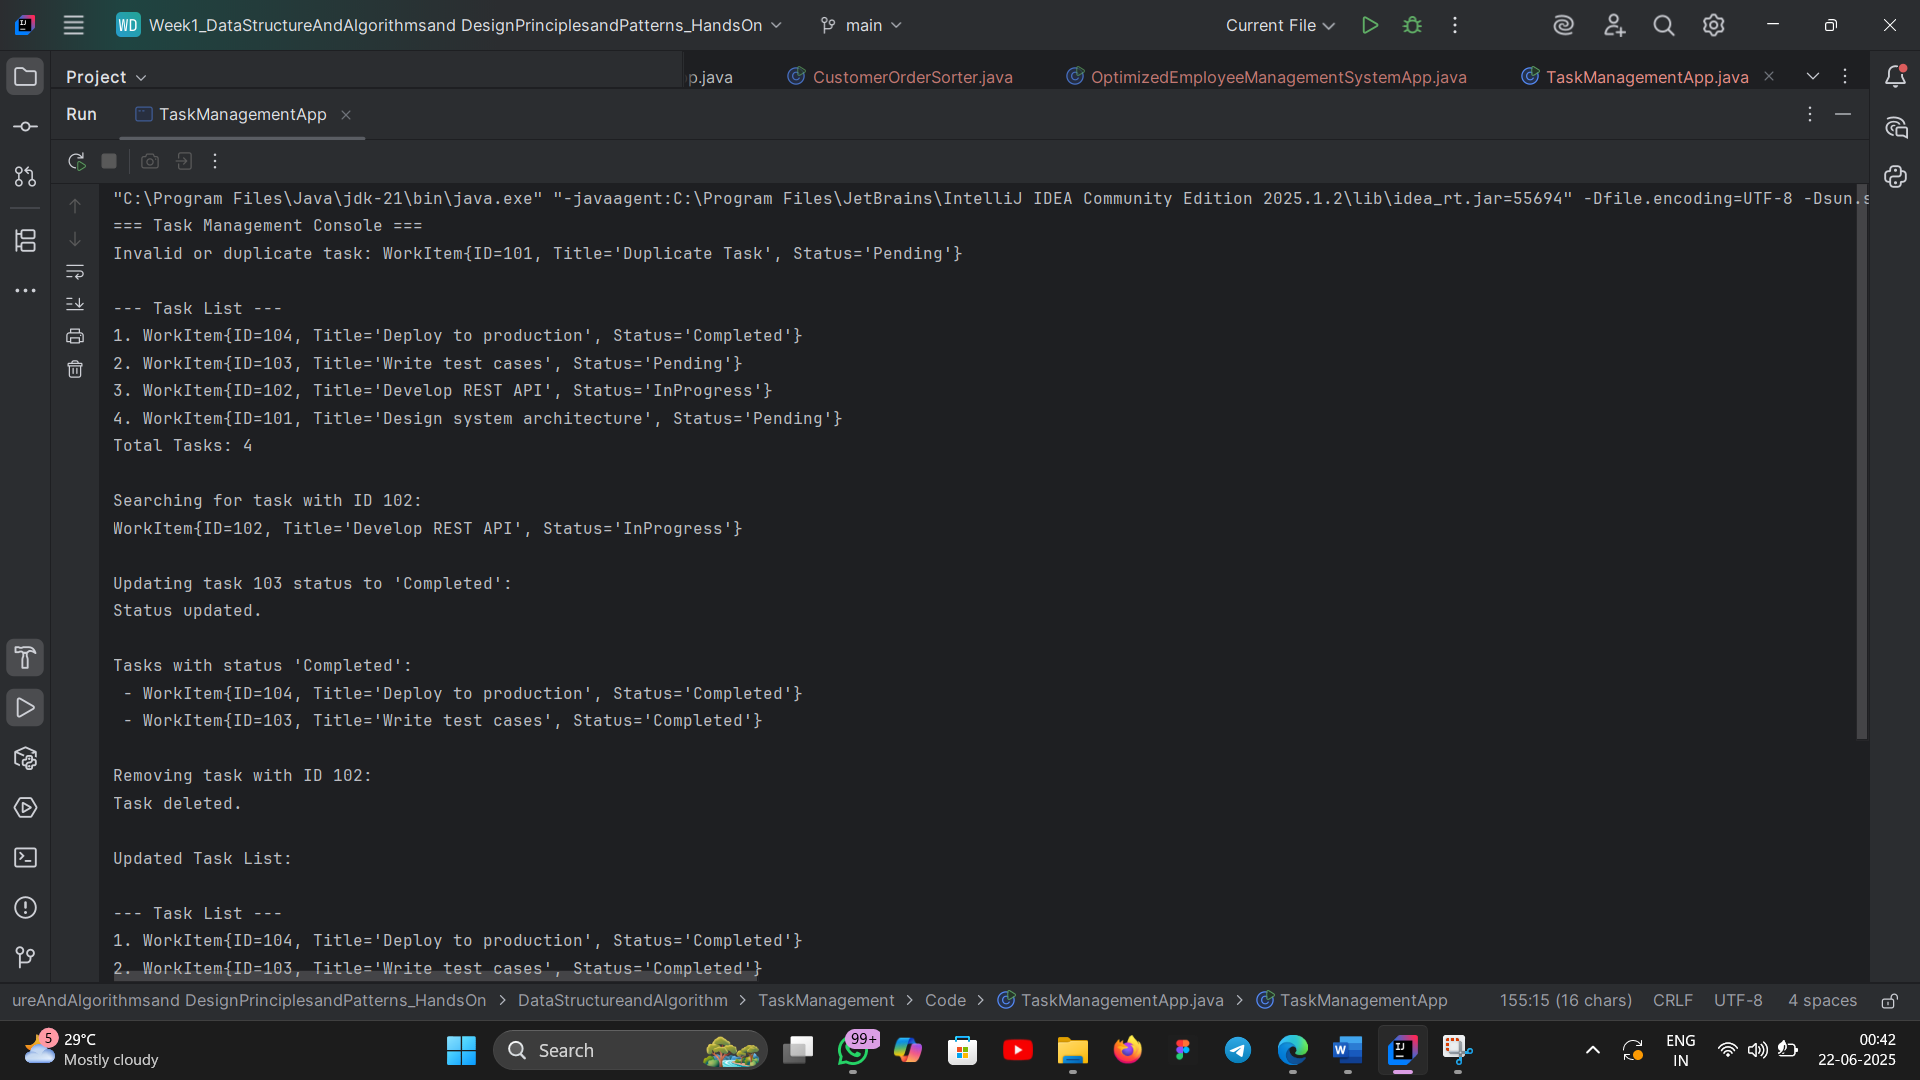 WD Week1_DataStructureAndAlgorithmsand DesignPrinciplesandPatterns_HandsOn main Current File
Project p.java CustomerOrderSorter.java OptimizedEmployeeManagementSystemApp.java TaskManagementApp.java
Run TaskManagementApp
"C:\Program Files\Java\jdk-21\bin\java.exe" "-javaagent:C:\Program Files\JetBrains\IntelliJ IDEA Community Edition 2025.1.2\lib\idea_rt.jar=55694" -Dfile.encoding=UTF-8 -Dsun.s
=== Task Management Console ===
Invalid or duplicate task: WorkItem{ID=101, Title='Duplicate Task', Status='Pending'}
--- Task List ---
1. WorkItem{ID=104, Title='Deploy to production', Status='Completed'}
2. WorkItem{ID=103, Title='Write test cases', Status='Pending'}
3. WorkItem{ID=102, Title='Develop REST API', Status='InProgress'}
4. WorkItem{ID=101, Title='Design system architecture', Status='Pending'}
Total Tasks: 4
Searching for task with ID 102:
WorkItem{ID=102, Title='Develop REST API', Status='InProgress'}
Updating task 103 status to 'Completed':
Status updated.
Tasks with status 'Completed':
- WorkItem{ID=104, Title='Deploy to production', Status='Completed'}
- WorkItem{ID=103, Title='Write test cases', Status='Completed'}
Removing task with ID 102:
Task deleted.
Updated Task List:
--- Task List ---
1. WorkItem{ID=104, Title='Deploy to production', Status='Completed'}
2. WorkItem{ID=103, Title='Write test cases', Status='Completed'}
ureAndAlgorithmsand DesignPrinciplesandPatterns_HandsOn > DataStructureandAlgorithm > TaskManagement > Code > TaskManagementApp.java > TaskManagementApp 155:15 (16 chars) CRLF UTF-8 4 spaces
5 29°C Search 99+ ENG 00:42
Mostly cloudy IN 22-06-2025